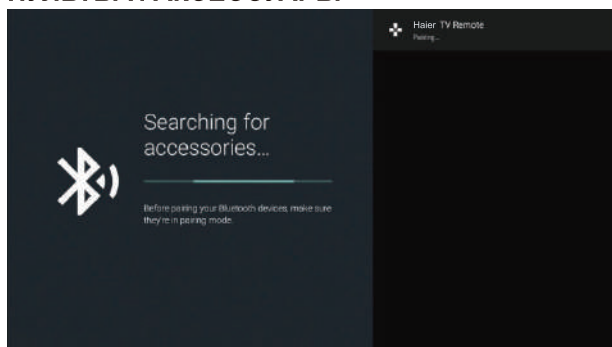 Searching for
accessories...
Before pairing your Bluetooth devices, make sure
they're in pairing mode.
Haier TV Remote
Pairing...